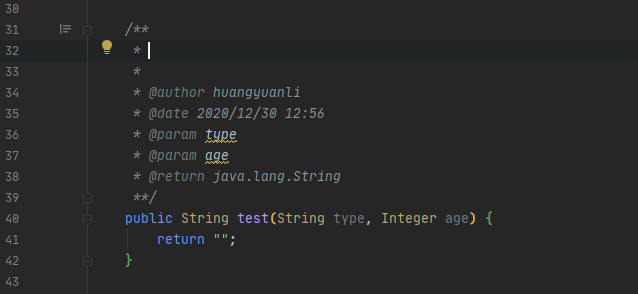 30
31 /**
32 *
33 *
34 * @author huangyuanli
35 * @date 2020/12/30 12:56
36 * @param type
37 * @param age
38 * @return java.lang.String
39 **/
40 public String test(String type, Integer age) {
41 return "";
42 }
43